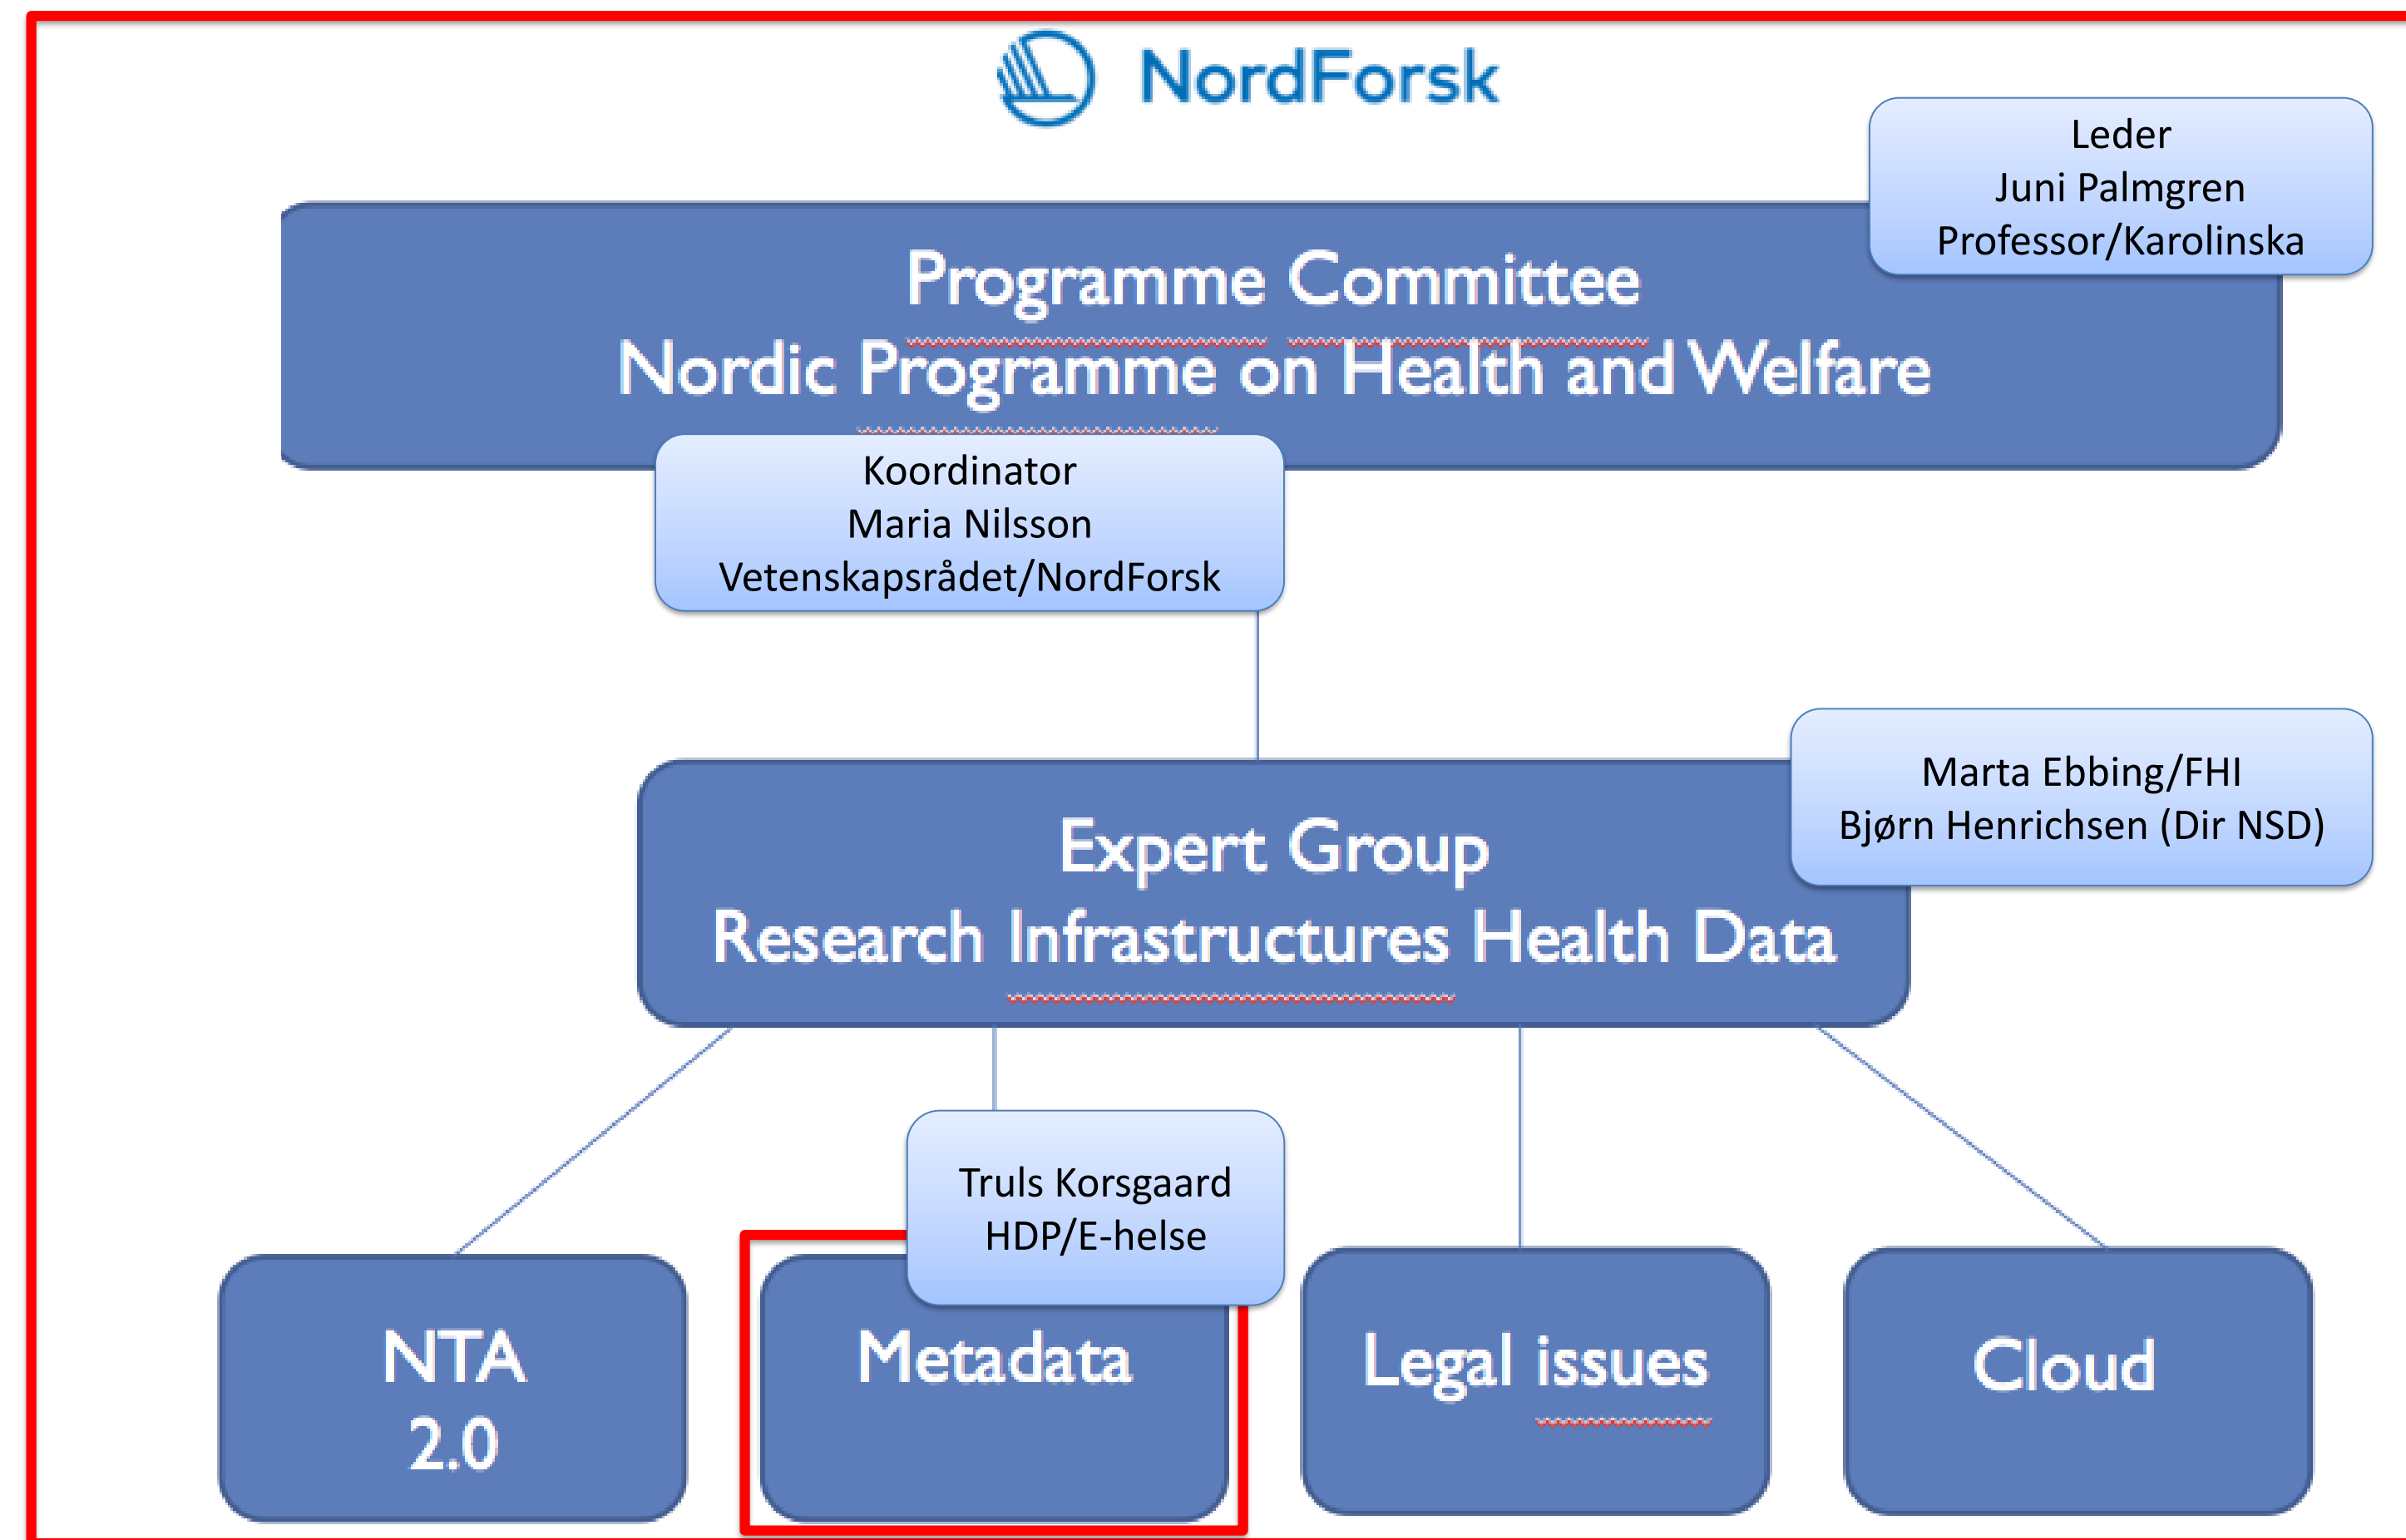 NordForsk
Leder
Juni Palmgren
Professor/Karolinska
Programme Committee
Nordic Programme on Health and Welfare
Koordinator
Maria Nilsson
Vetenskapsrådet/NordForsk
Marta Ebbing/FHI
Bjørn Henrichsen (Dir NSD)
Expert Group
Research Infrastructures Health Data
Truls Korsgaard
HDP/E-helse
NTA
2.0
Metadata
Legal issues
Cloud